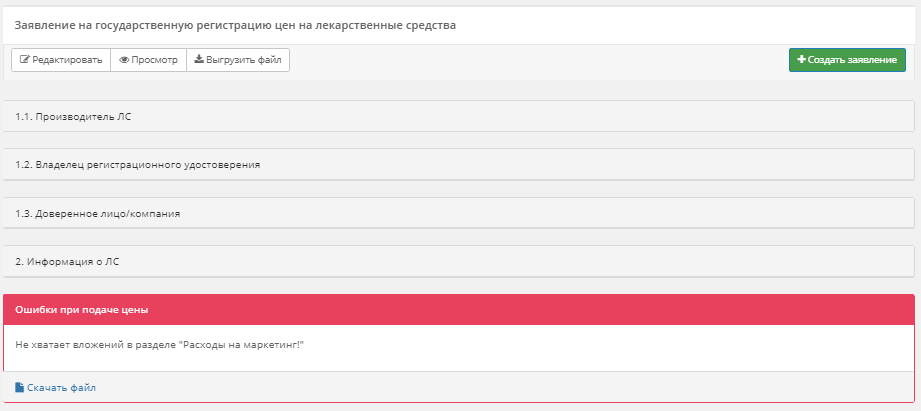 Заявление на государственную регистрацию цен на лекарственные средства
Редактировать Просмотр Выгрузить файл Создать заявление
1.1. Производитель ЛС
1.2. Владелец регистрационного удостоверения
1.3. Доверенное лицо/компания
2. Информация о ЛС
Ошибки при подаче цены
Не хватает вложений в разделе "Расходы на маркетинг!"
Скачать файл